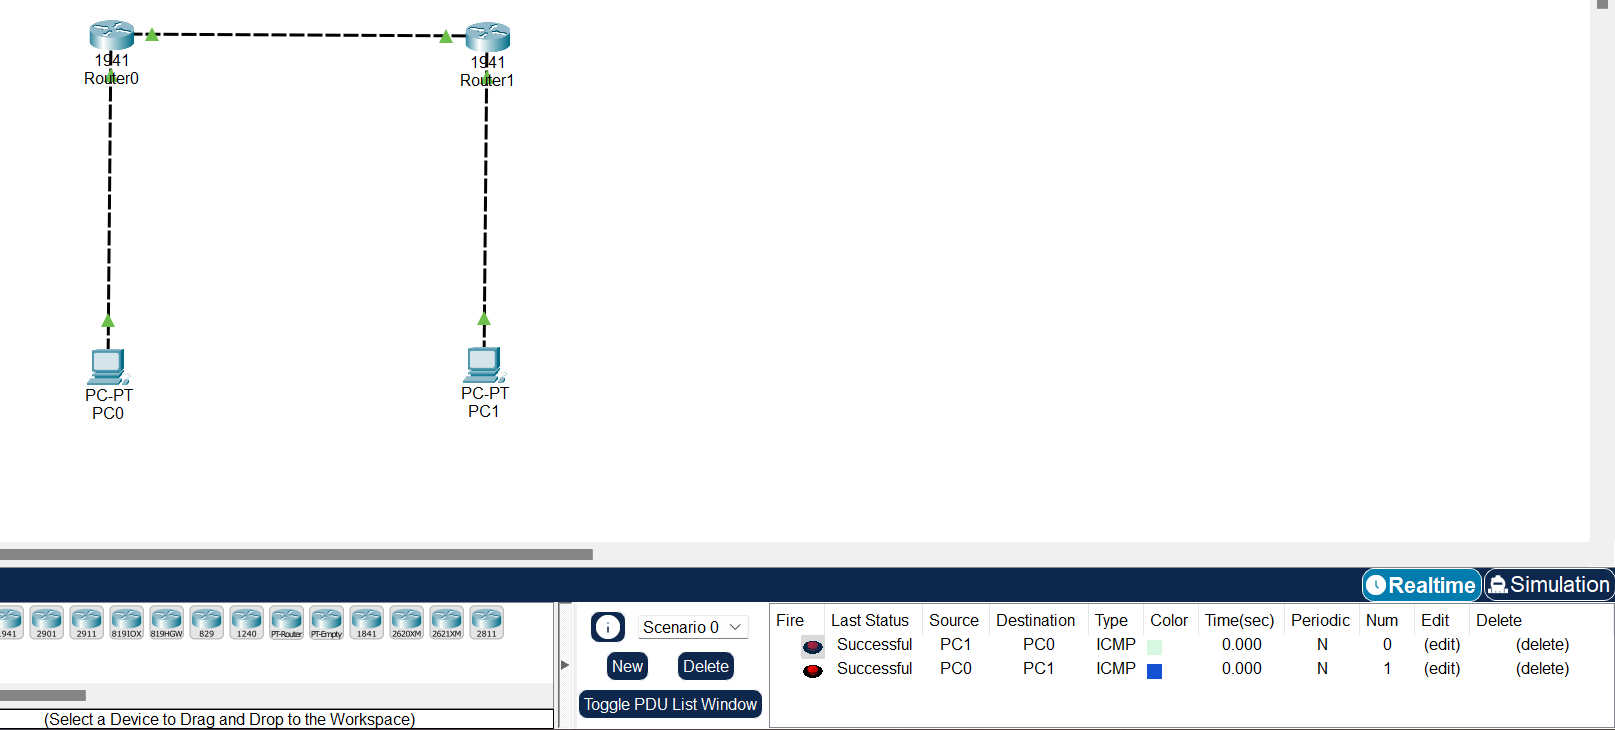 1941
Router0
1941
Router1
PC-PT
PC0
PC-PT
PC1
Realtime
Simulation
941
2901
2911
819IOX
819HGW
829
1240
PT-Router
PT-Empty
1841
2620XM
2621XM
2811
(Select a Device to Drag and Drop to the Workspace)
Scenario 0
New
Delete
Toggle PDU List Window
Fire Last Status Source Destination Type Color Time(sec) Periodic Num Edit Delete
Successful PC1 PC0 ICMP 0.000 N 0 (edit) (delete)
Successful PC0 PC1 ICMP 0.000 N 1 (edit) (delete)